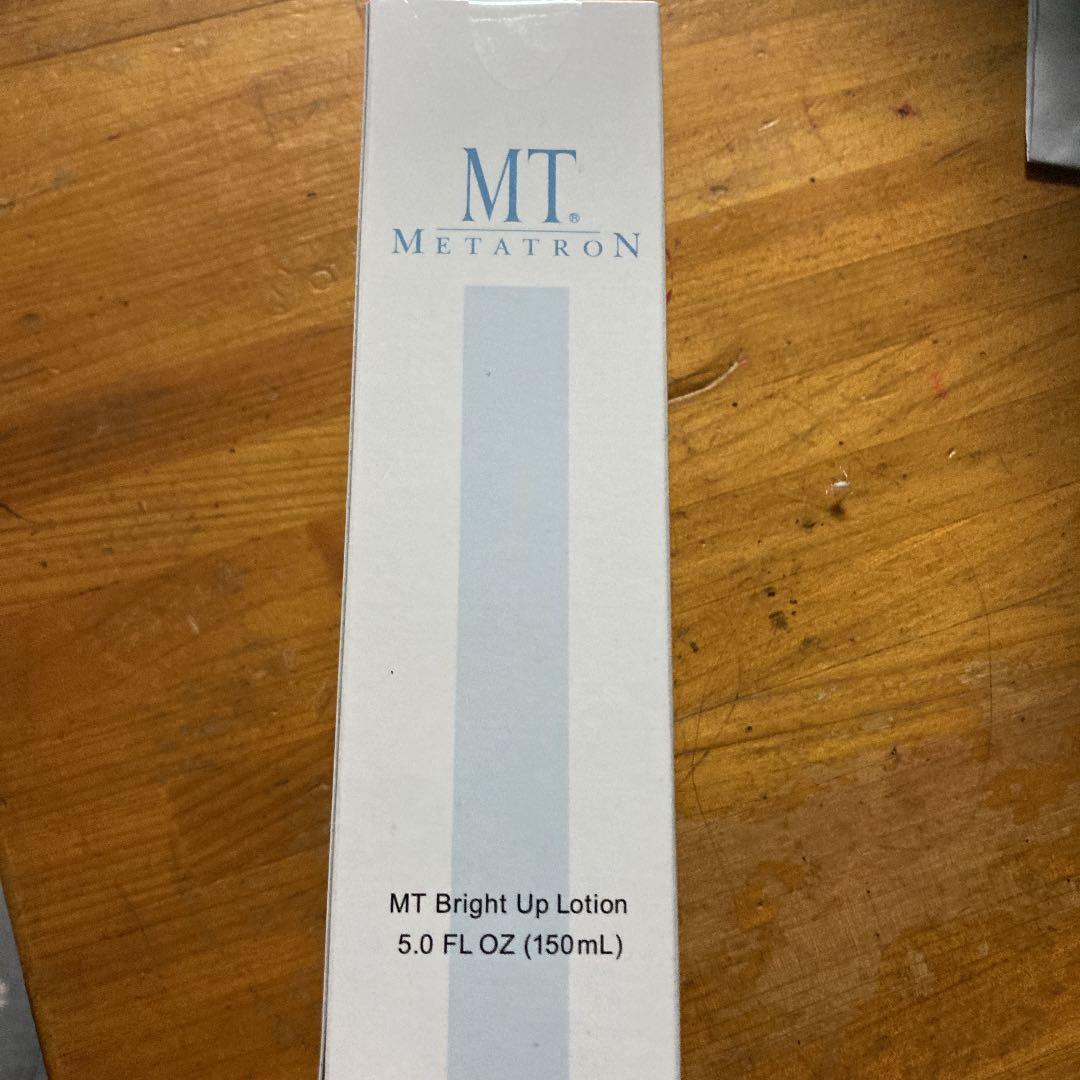 MT®
METATRON
MT Bright Up Lotion
5.0 FL OZ (150mL)